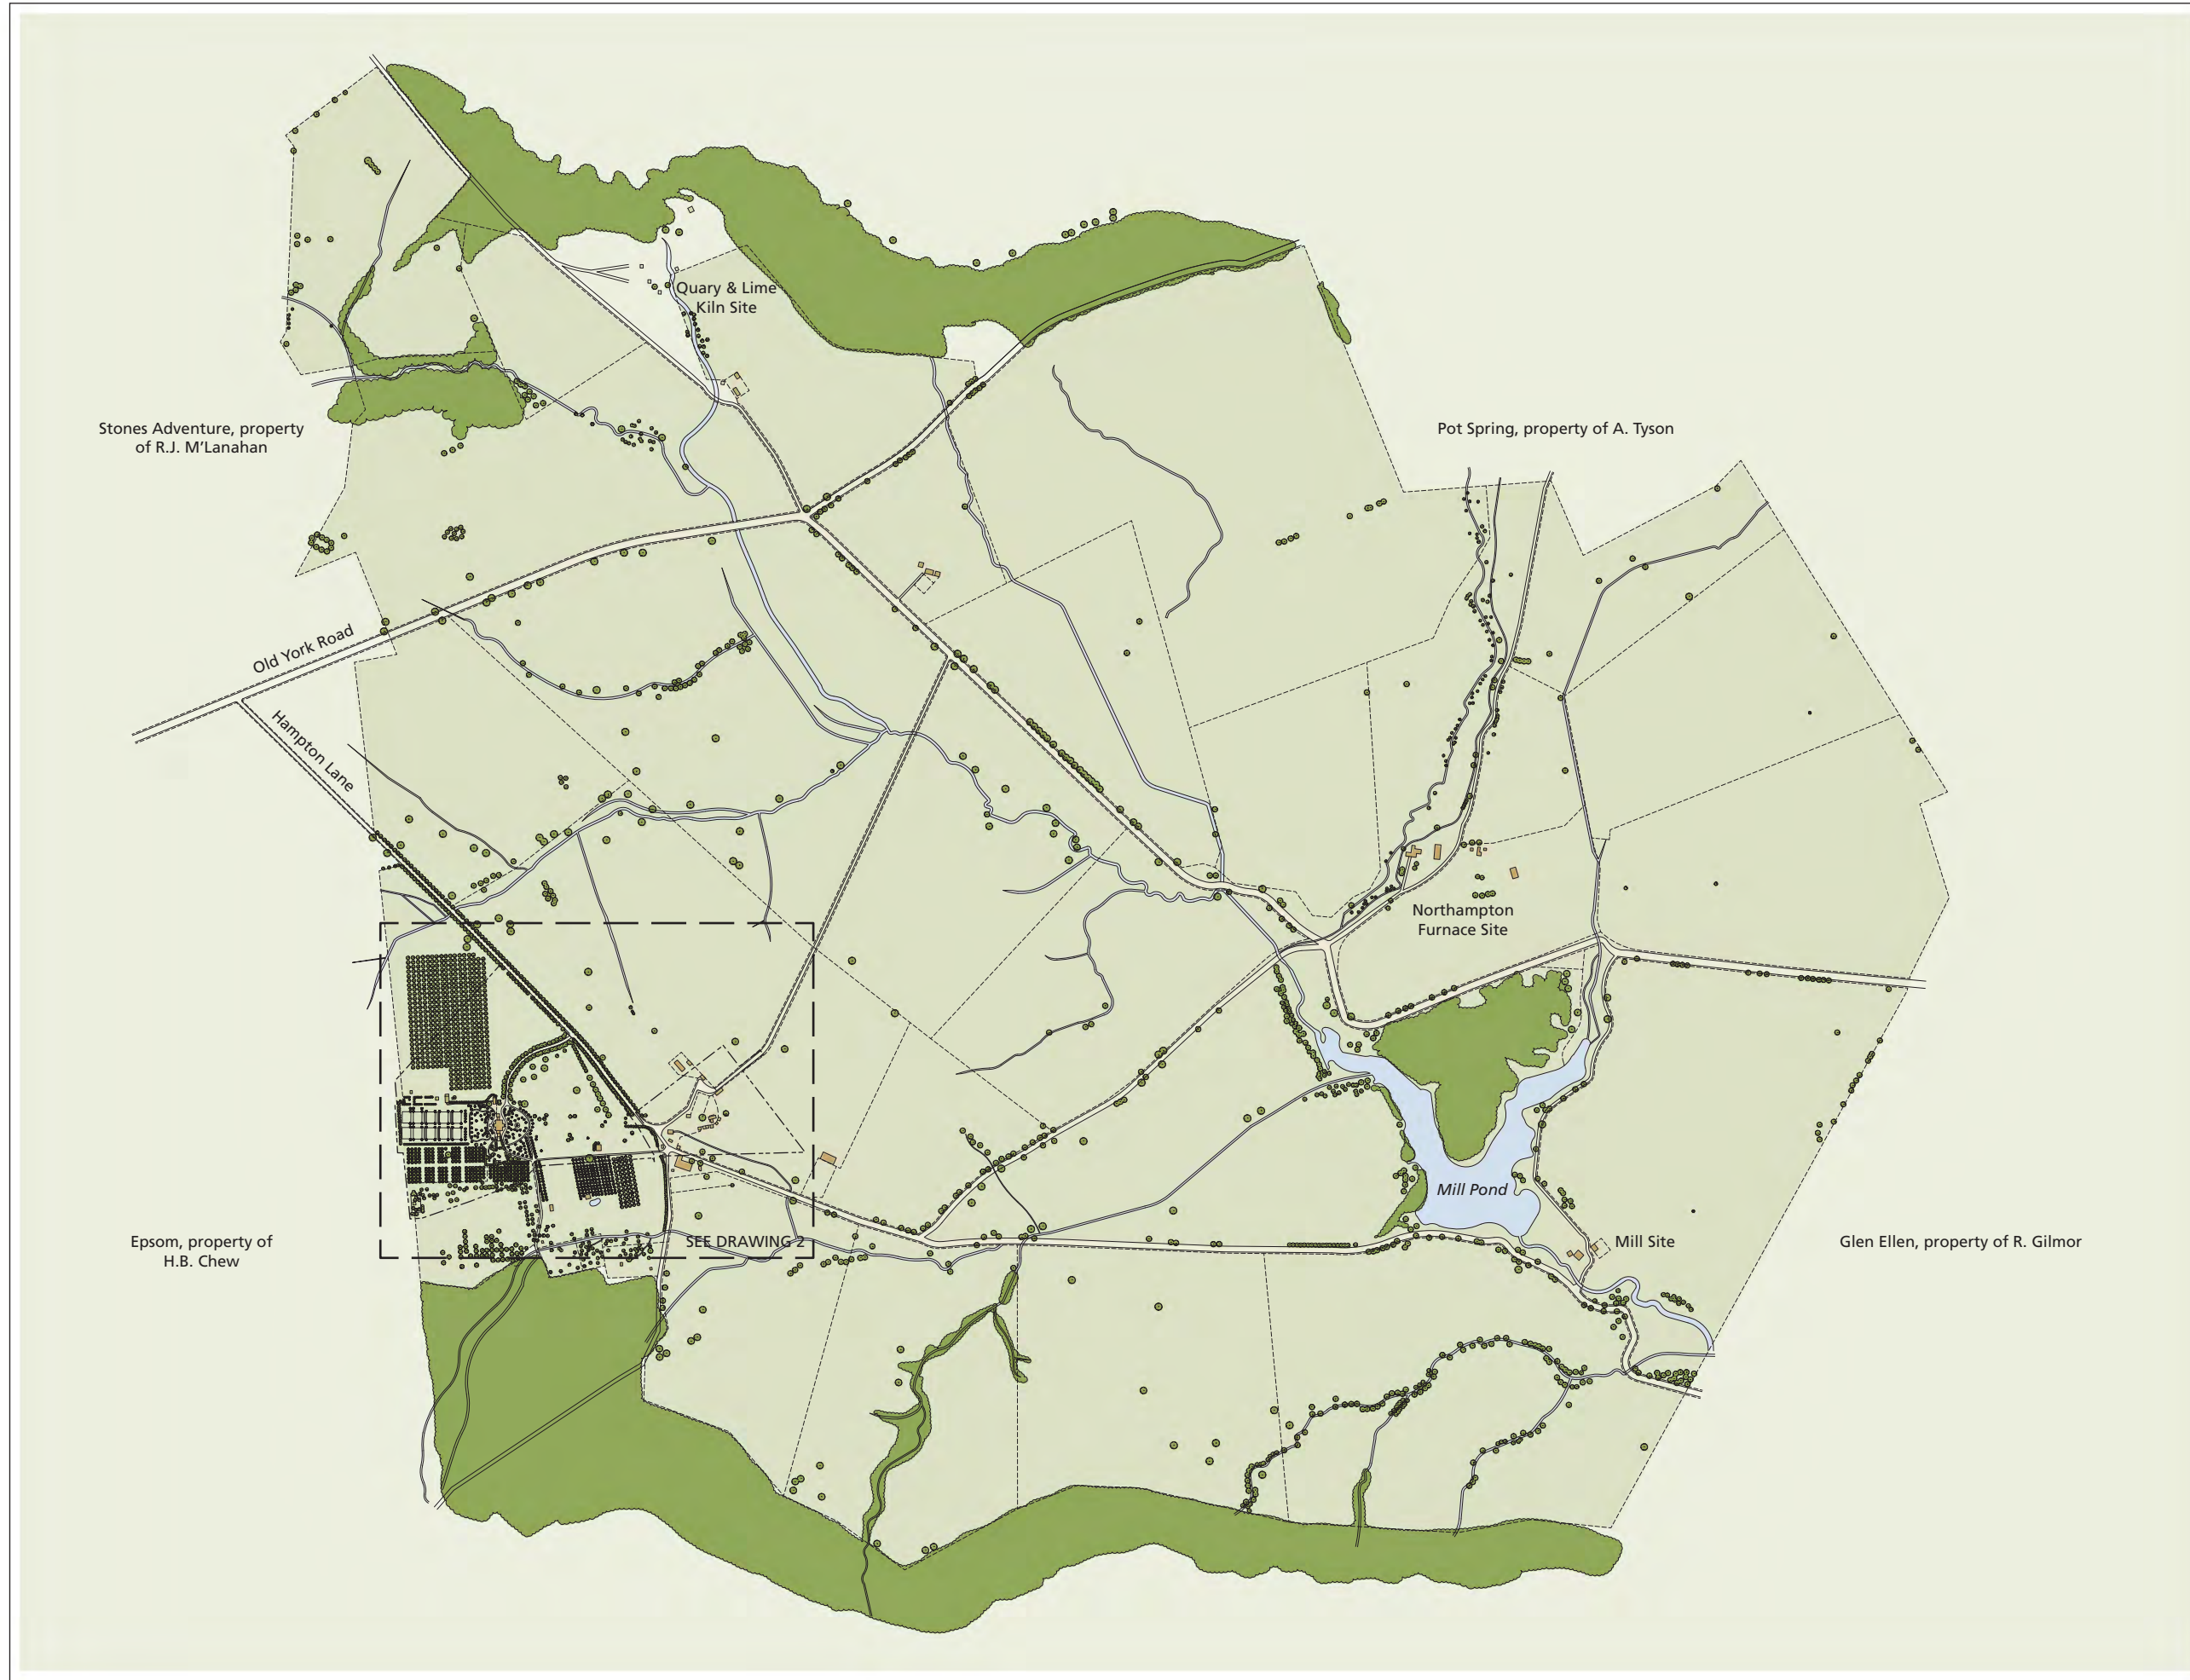 Quary & Lime
Kiln Site
Stones Adventure, property
of R.J. M'Lanahan
Pot Spring, property of A. Tyson
Old York Road
Hampton Lane
Northampton
Furnace Site
Mill Pond
Epsom, property of
H.B. Chew
SEE DRAWING 2
Mill Site
Glen Ellen, property of R. Gilmor